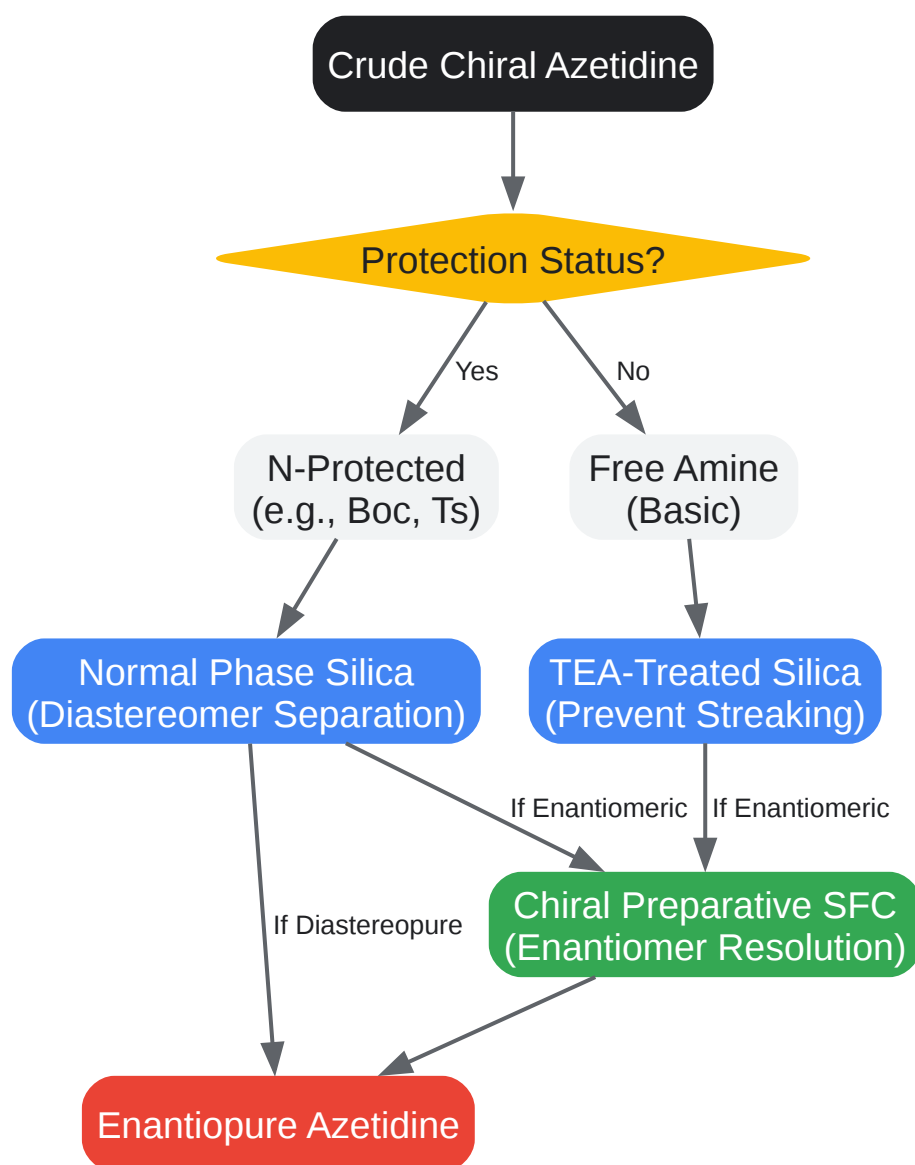 Crude Chiral Azetidine
Protection Status?
Yes
No
N-Protected
(e.g., Boc, Ts)
Free Amine
(Basic)
Normal Phase Silica
(Diastereomer Separation)
TEA-Treated Silica
(Prevent Streaking)
If Enantiomeric
If Enantiomeric
Chiral Preparative SFC
(Enantiomer Resolution)
If Diastereopure
Enantiopure Azetidine